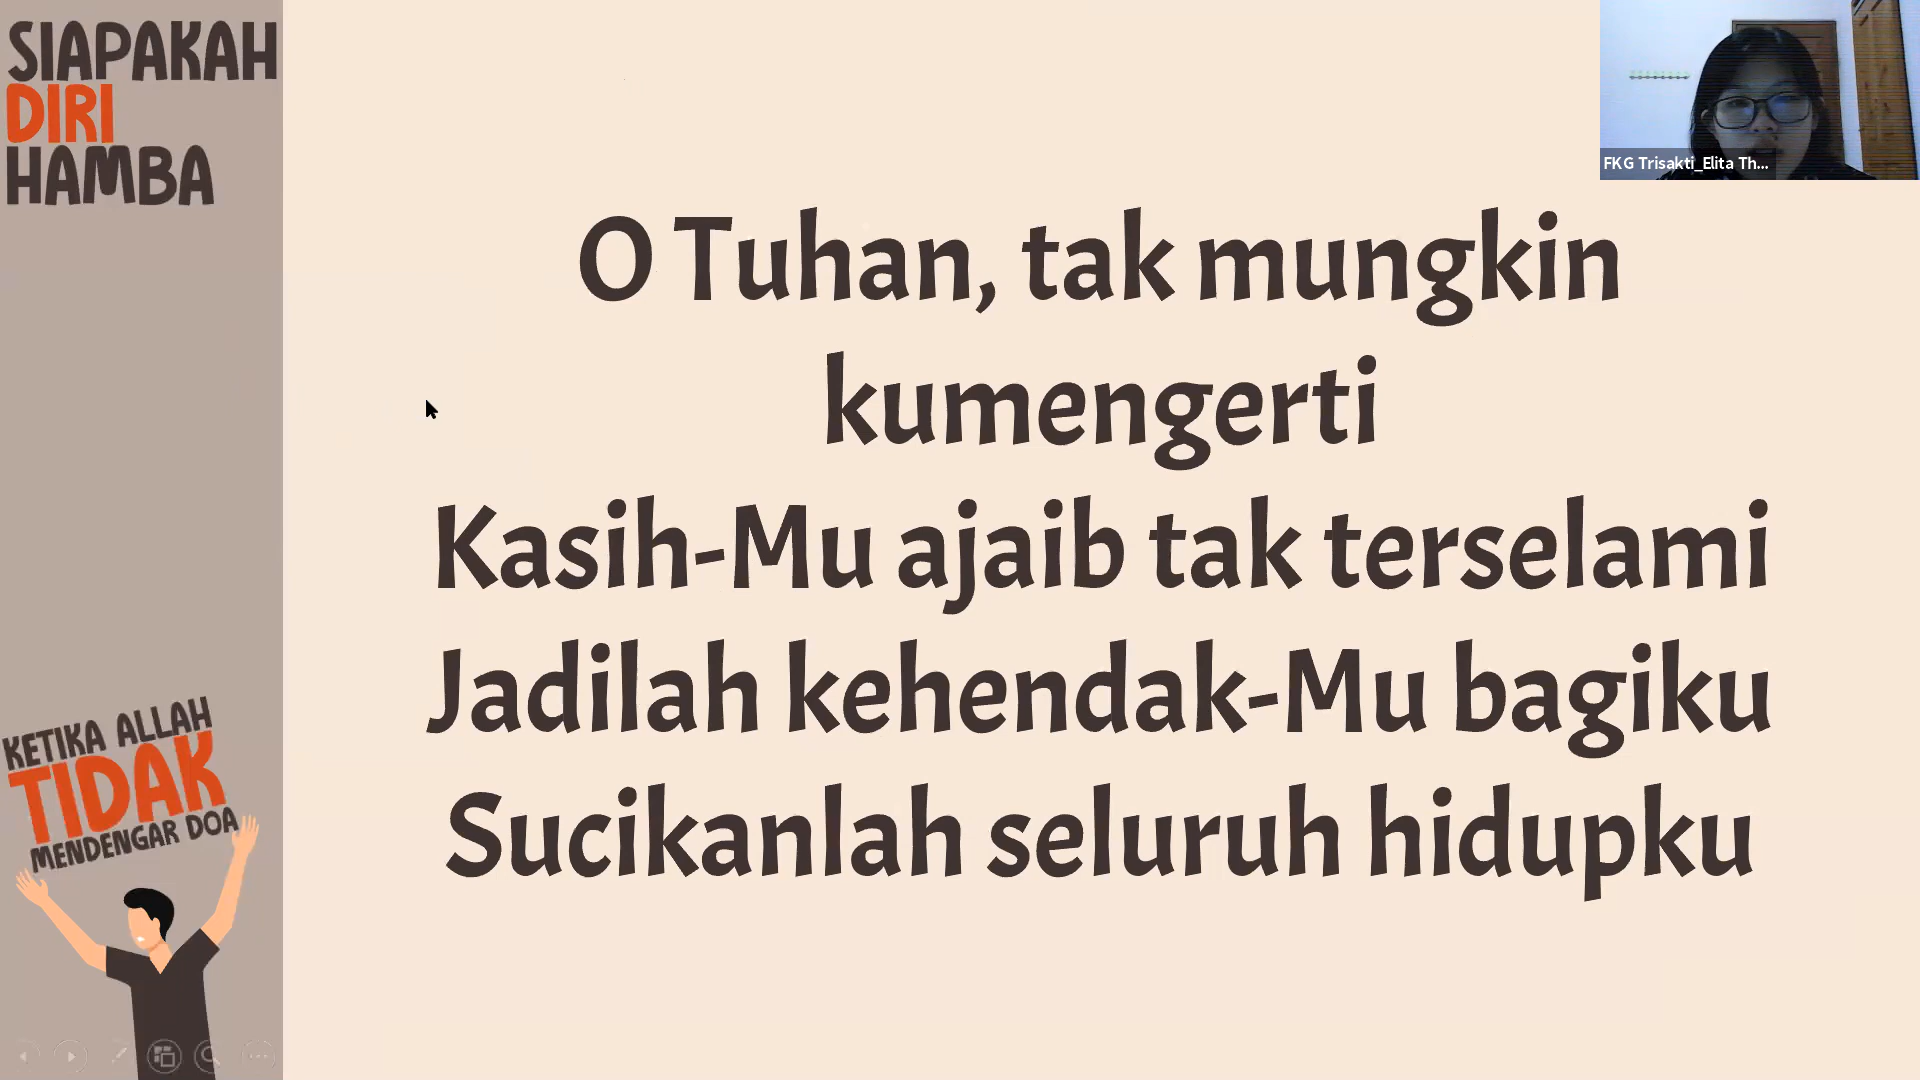 SIAPAKAH
DIRI
HAMBA
FKG Trisakti_Elita Th...
O Tuhan, tak mungkin
kumengerti
Kasih-Mu ajaib tak terselami
Jadilah kehendak-Mu bagiku
Sucikanlah seluruh hidupku
KETIKA ALLAH
TIDAK
MENDENGAR DOA